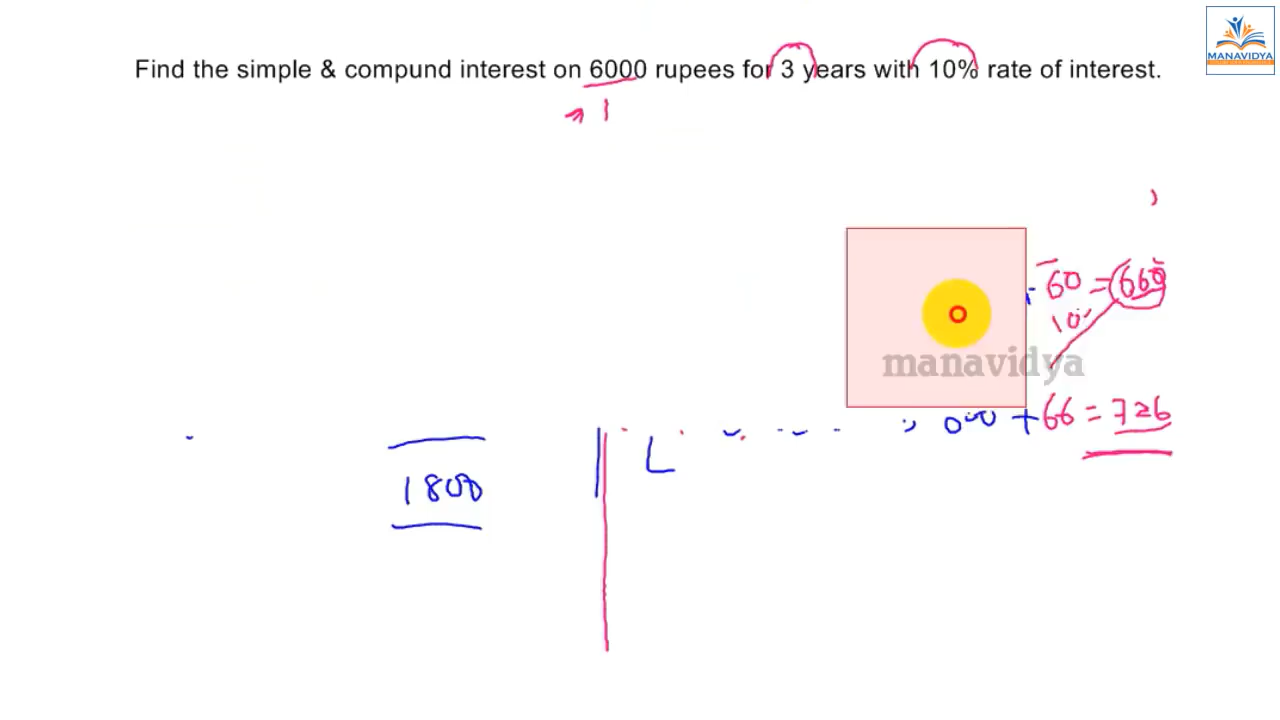 MANAVIDYA
Find the simple & compund interest on 6000 rupees for 3 years with 10% rate of interest.
60 = 660
10
manavidya
000 + 66 = 726
1800